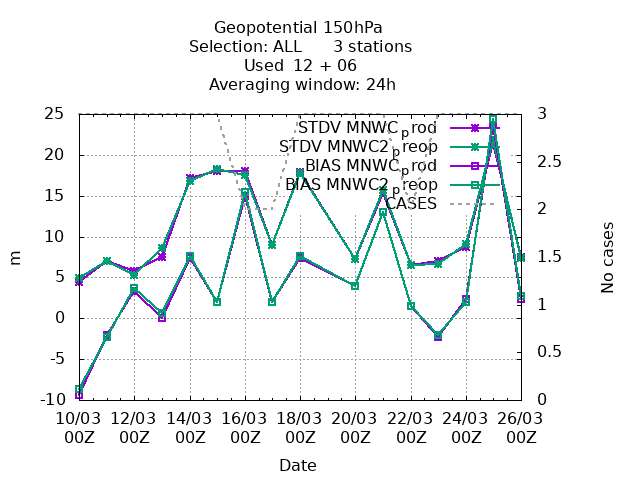 Geopotential 150hPa
Selection: ALL 3 stations
Used 12 + 06
Averaging window: 24h
25
20
15
10
5
0
-5
-10
m
3
2.5
2
1.5
1
0.5
0
No cases
STDV MNWC_prod
STDV MNWC2_preop
BIAS MNWC_prod
BIAS MNWC2_preop
CASES
10/03 12/03 14/03 16/03 18/03 20/03 22/03 24/03 26/03
00Z 00Z 00Z 00Z 00Z 00Z 00Z 00Z 00Z
Date